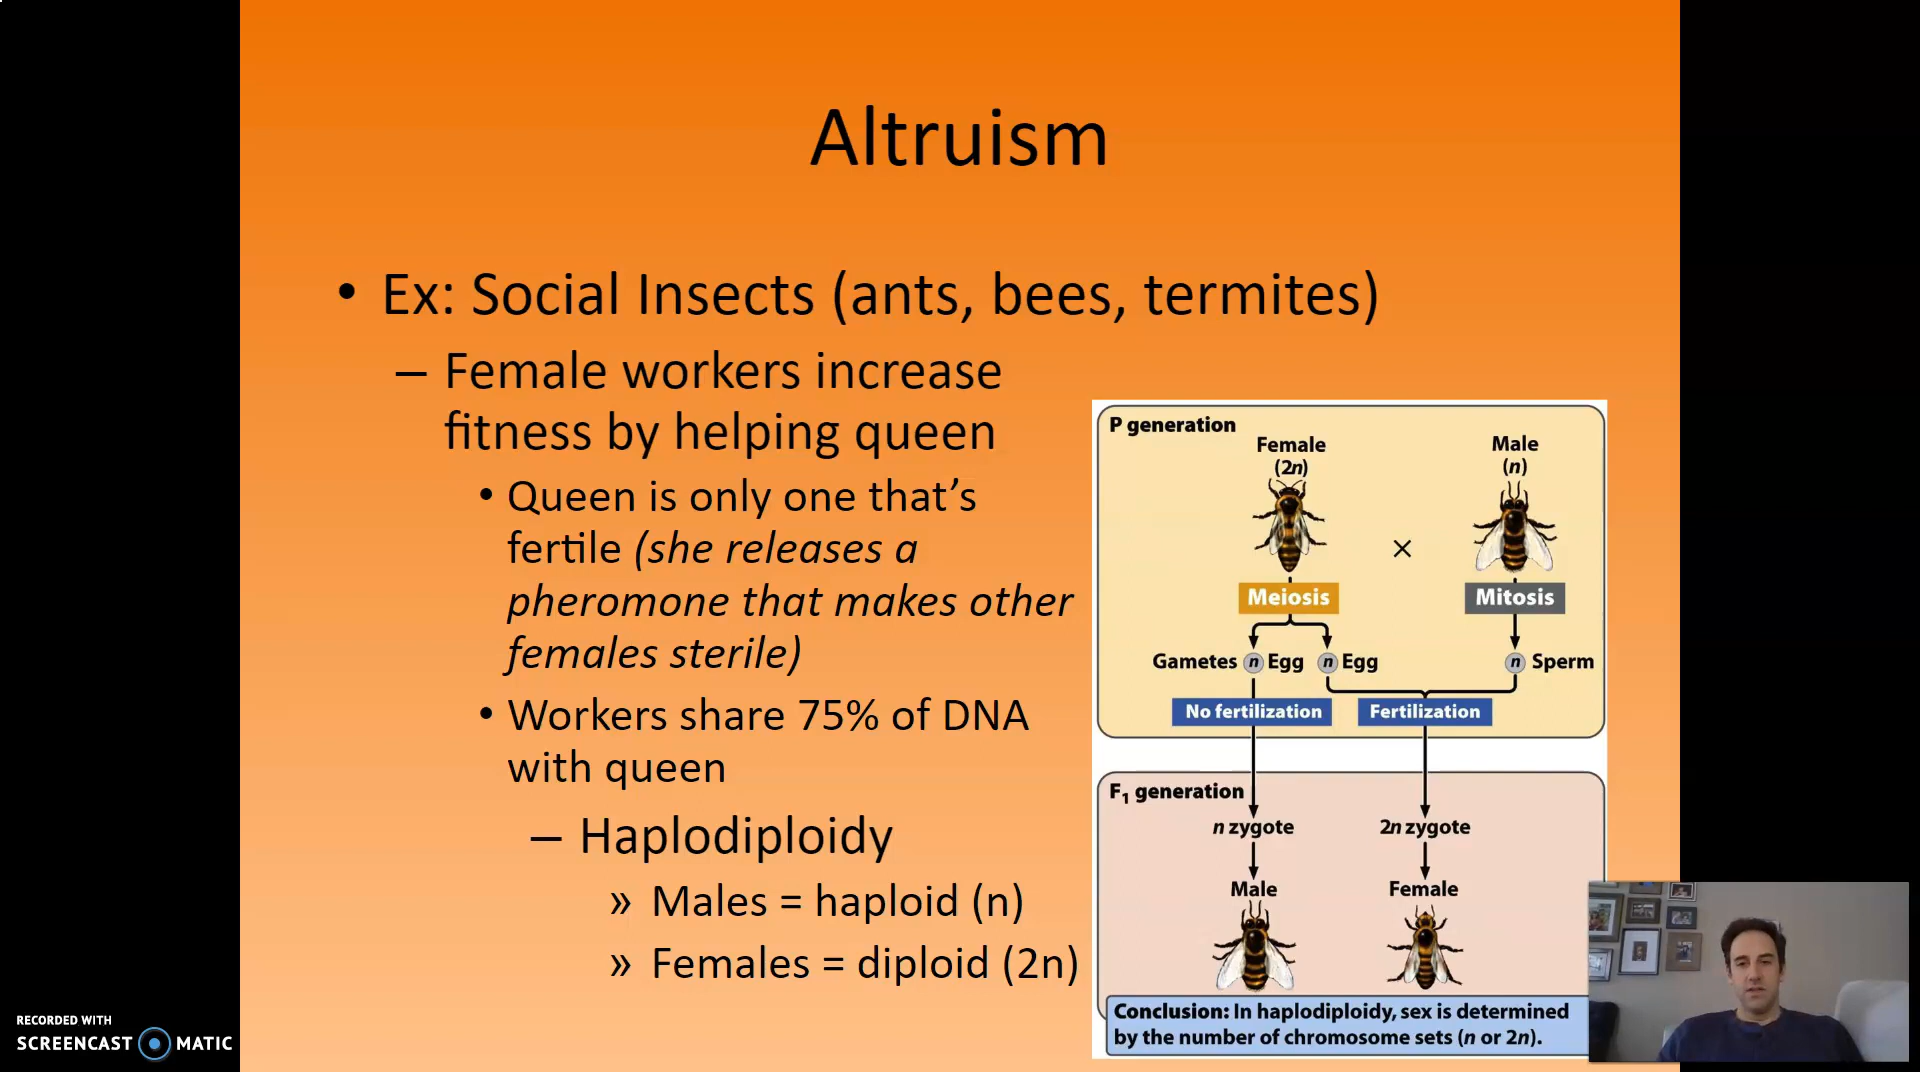 Altruism
• Ex: Social Insects (ants, bees, termites)
– Female workers increase
fitness by helping queen
• Queen is only one that’s
fertile (she releases a
pheromone that makes other
females sterile)
• Workers share 75% of DNA
with queen
– Haplodiploidy
» Males = haploid (n)
» Females = diploid (2n)
P generation
Female
(2n)
Male
(n)
×
Meiosis
Mitosis
Gametes n Egg n Egg
n Sperm
No fertilization
Fertilization
F1 generation
n zygote
2n zygote
Male
Female
Conclusion: In haplodiploidy, sex is determined
by the number of chromosome sets (n or 2n).
RECORDED WITH
SCREENCAST MATIC